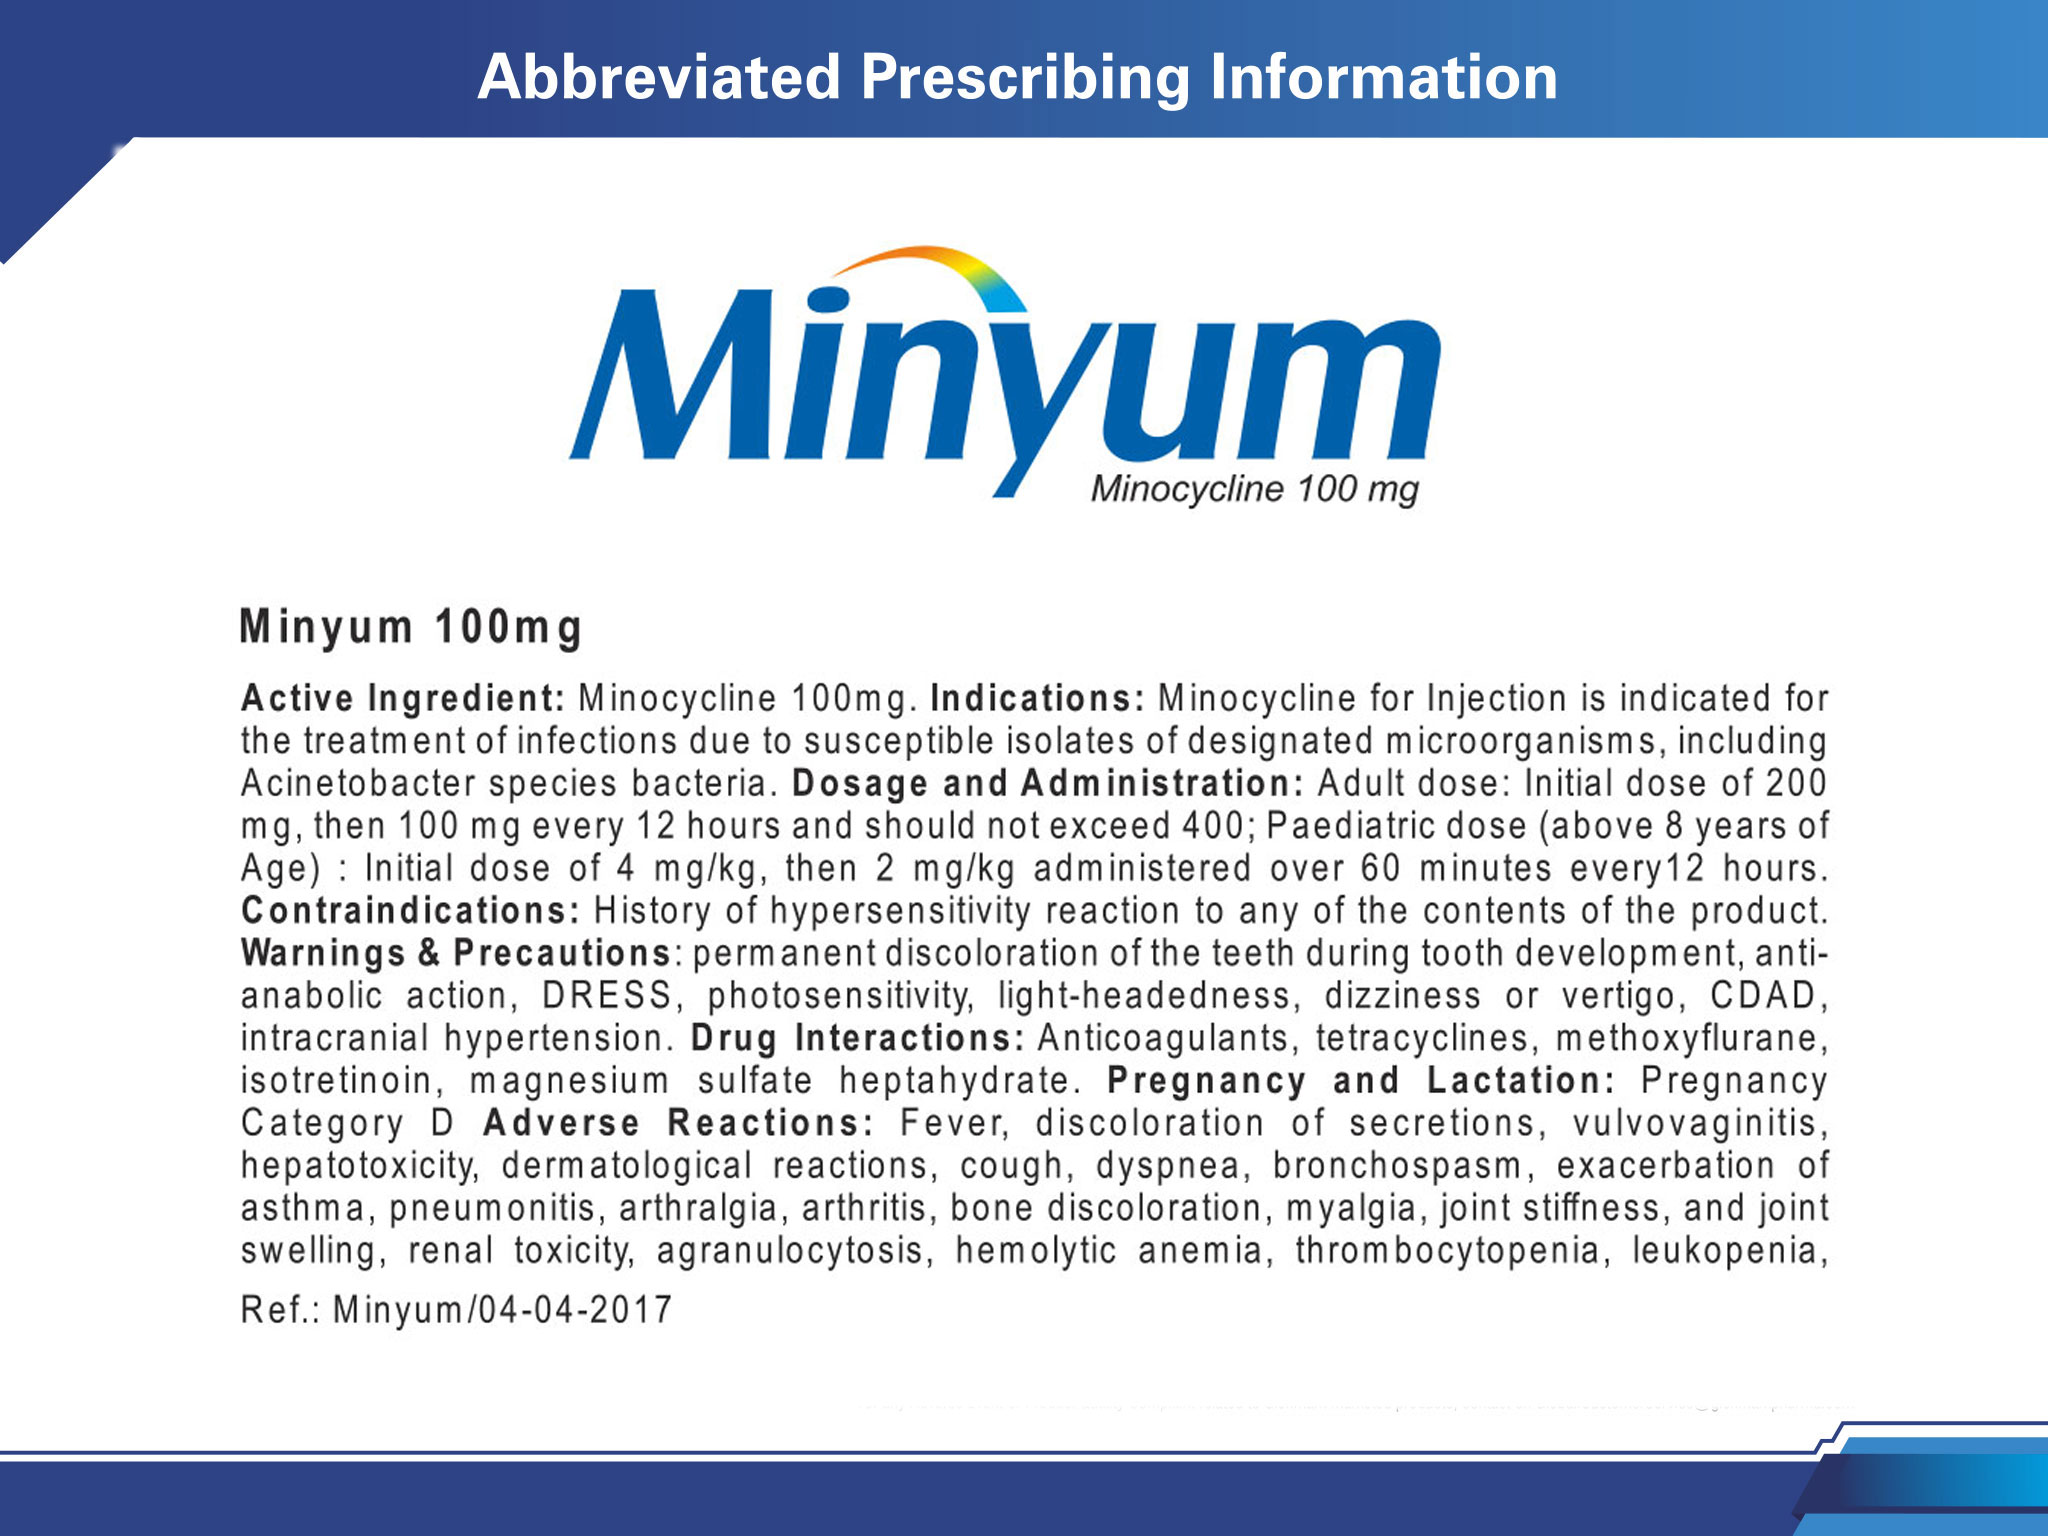 Abbreviated Prescribing Information
Minyum
Minocycline 100 mg
Minyum 100mg
Active Ingredient: Minocycline 100mg. Indications: Minocycline for Injection is indicated for
the treatment of infections due to susceptible isolates of designated microorganisms, including
Acinetobacter species bacteria. Dosage and Administration: Adult dose: Initial dose of 200
mg, then 100 mg every 12 hours and should not exceed 400; Paediatric dose (above 8 years of
Age) : Initial dose of 4 mg/kg, then 2 mg/kg administered over 60 minutes every12 hours.
Contraindications: History of hypersensitivity reaction to any of the contents of the product.
Warnings & Precautions: permanent discoloration of the teeth during tooth development, anti-
anabolic action, DRESS, photosensitivity, light-headedness, dizziness or vertigo, CDAD,
intracranial hypertension. Drug Interactions: Anticoagulants, tetracyclines, methoxyflurane,
isotretinoin, magnesium sulfate heptahydrate. Pregnancy and Lactation: Pregnancy
Category D Adverse Reactions: Fever, discoloration of secretions, vulvovaginitis,
hepatotoxicity, dermatological reactions, cough, dyspnea, bronchospasm, exacerbation of
asthma, pneumonitis, arthralgia, arthritis, bone discoloration, myalgia, joint stiffness, and joint
swelling, renal toxicity, agranulocytosis, hemolytic anemia, thrombocytopenia, leukopenia,
Ref.: Minyum/04-04-2017